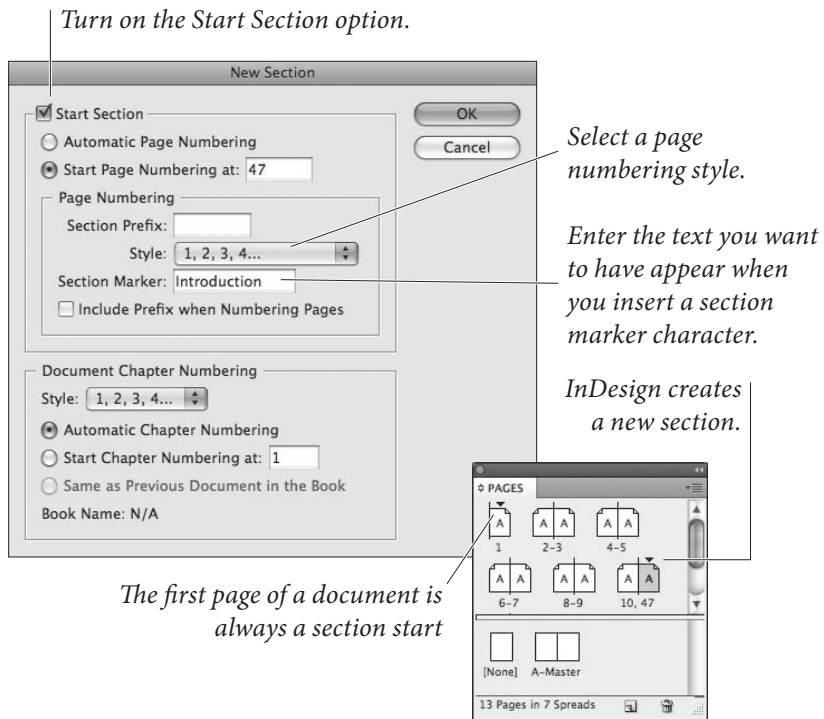 Turn on the Start Section option.
New Section
Start Section
Automatic Page Numbering
Start Page Numbering at: 47
Page Numbering
Section Prefix:
Style: 1, 2, 3, 4...
Section Marker: Introduction
Include Prefix when Numbering Pages
OK
Cancel
Select a page
numbering style.
Enter the text you want
to have appear when
you insert a section
marker character.
Document Chapter Numbering
Style: 1, 2, 3, 4...
Automatic Chapter Numbering
Start Chapter Numbering at: 1
Same as Previous Document in the Book
Book Name: N/A
InDesign creates
a new section.
PAGES
A A A A A
1 2-3 4-5
A A A A A A
6-7 8-9 10, 47
[None] A-Master
13 Pages in 7 Spreads
The first page of a document is
always a section start